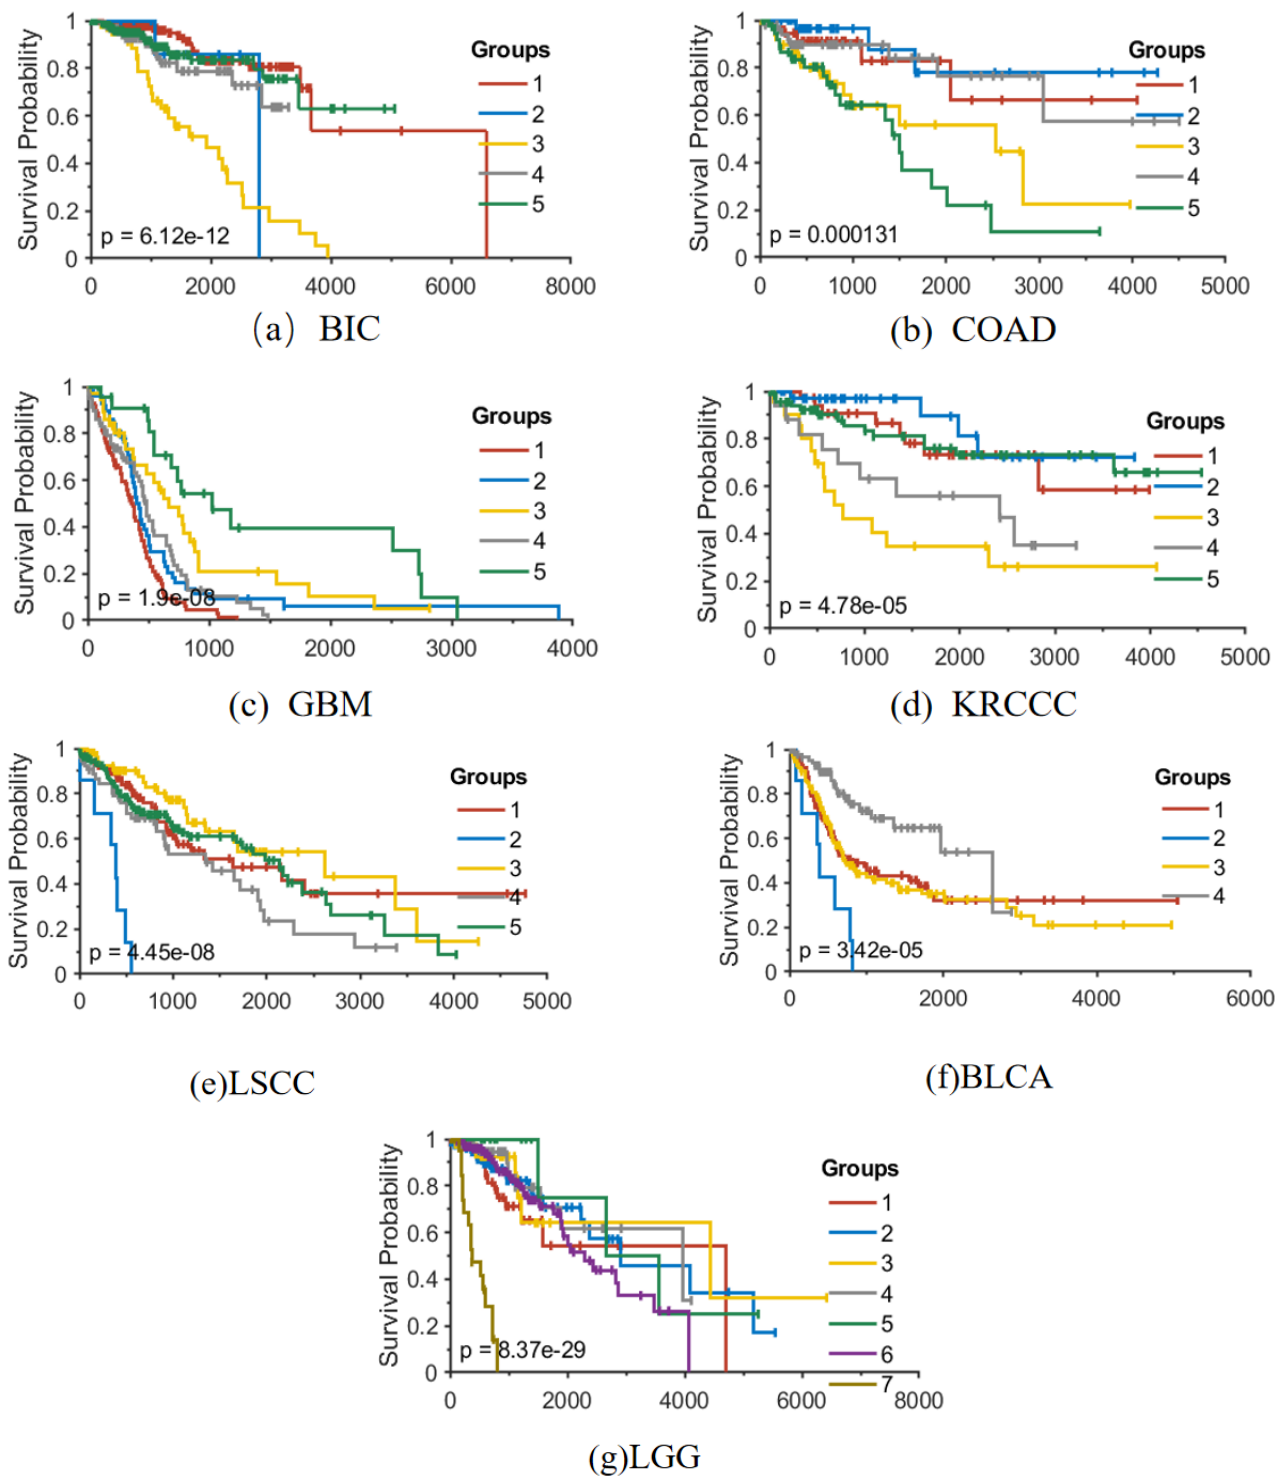 Survival Probability
1
0.8
0.6
0.4
0.2
0
Groups
1
2
3
4
5
p = 6.12e-12
0 2000 4000 6000 8000
(a) BIC
Survival Probability
1
0.8
0.6
0.4
0.2
0
Groups
1
2
3
4
5
p = 0.000131
0 1000 2000 3000 4000 5000
(b) COAD
Survival Probability
1
0.8
0.6
0.4
0.2
0
Groups
1
2
3
4
5
p = 1.9e-08
0 1000 2000 3000 4000
(c) GBM
Survival Probability
1
0.8
0.6
0.4
0.2
0
Groups
1
2
3
4
5
p = 4.78e-05
0 1000 2000 3000 4000 5000
(d) KRCCC
Survival Probability
1
0.8
0.6
0.4
0.2
0
Groups
1
2
3
4
5
p = 4.45e-08
0 1000 2000 3000 4000 5000
(e)LSCC
Survival Probability
1
0.8
0.6
0.4
0.2
0
Groups
1
2
3
4
p = 3.42e-05
0 2000 4000 6000
(f)BLCA
Survival Probability
1
0.8
0.6
0.4
0.2
0
Groups
1
2
3
4
5
6
7
p = 8.37e-29
0 2000 4000 6000 8000
(g)LGG